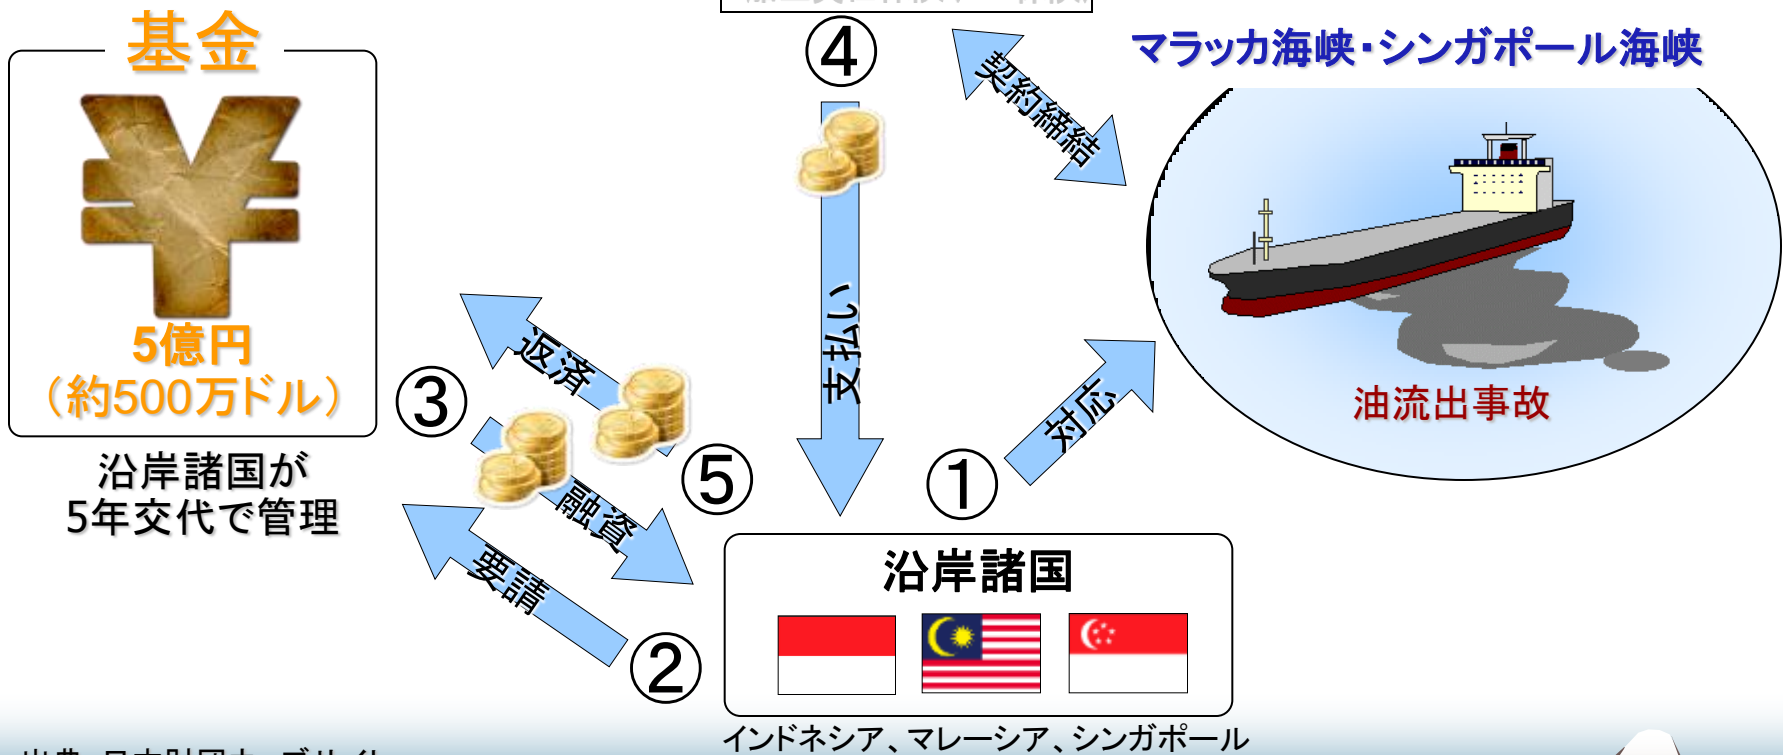 基金
④
マラッカ海峡・シンガポール海峡
契約締結
5億円
(約500万ドル)
沿岸諸国が
5年交代で管理
返済
③
融資
⑤
要請
②
支払い
①
対応
油流出事故
沿岸諸国
インドネシア、マレーシア、シンガポール